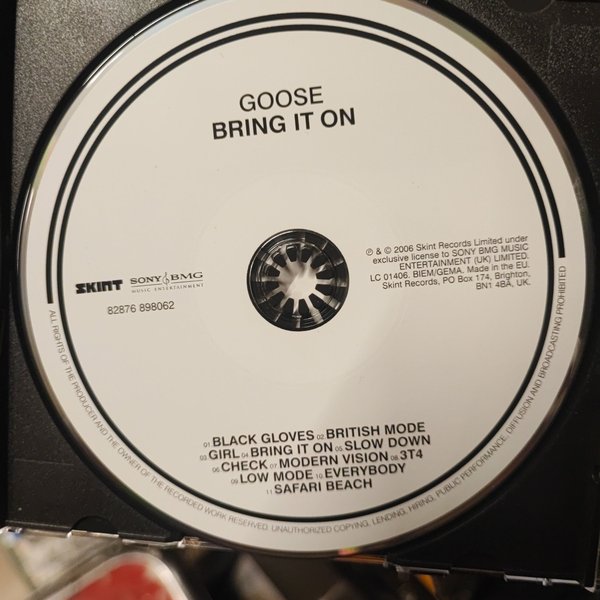 GOOSE
BRING IT ON
℗ & © 2006 Skint Records Limited under
exclusive license to SONY BMG MUSIC
ENTERTAINMENT (UK) LIMITED.
LC 01406. BIEM/GEMA. Made in the EU.
Skint Records, PO Box 174, Brighton,
BN1 4BA, UK.
SKINT SONY BMG
MUSIC ENTERTAINMENT
82876 898062
01 BLACK GLOVES 02 BRITISH MODE
03 GIRL 04 BRING IT ON 05 SLOW DOWN
06 CHECK 07 MODERN VISION 08 3T4
09 LOW MODE 10 EVERYBODY
11 SAFARI BEACH
ALL RIGHTS OF THE PRODUCER AND THE OWNER OF THE RECORDED WORK RESERVED. UNAUTHORIZED COPYING, LENDING, HIRING, PUBLIC PERFORMANCE, DIFFUSION AND BROADCASTING PROHIBITED